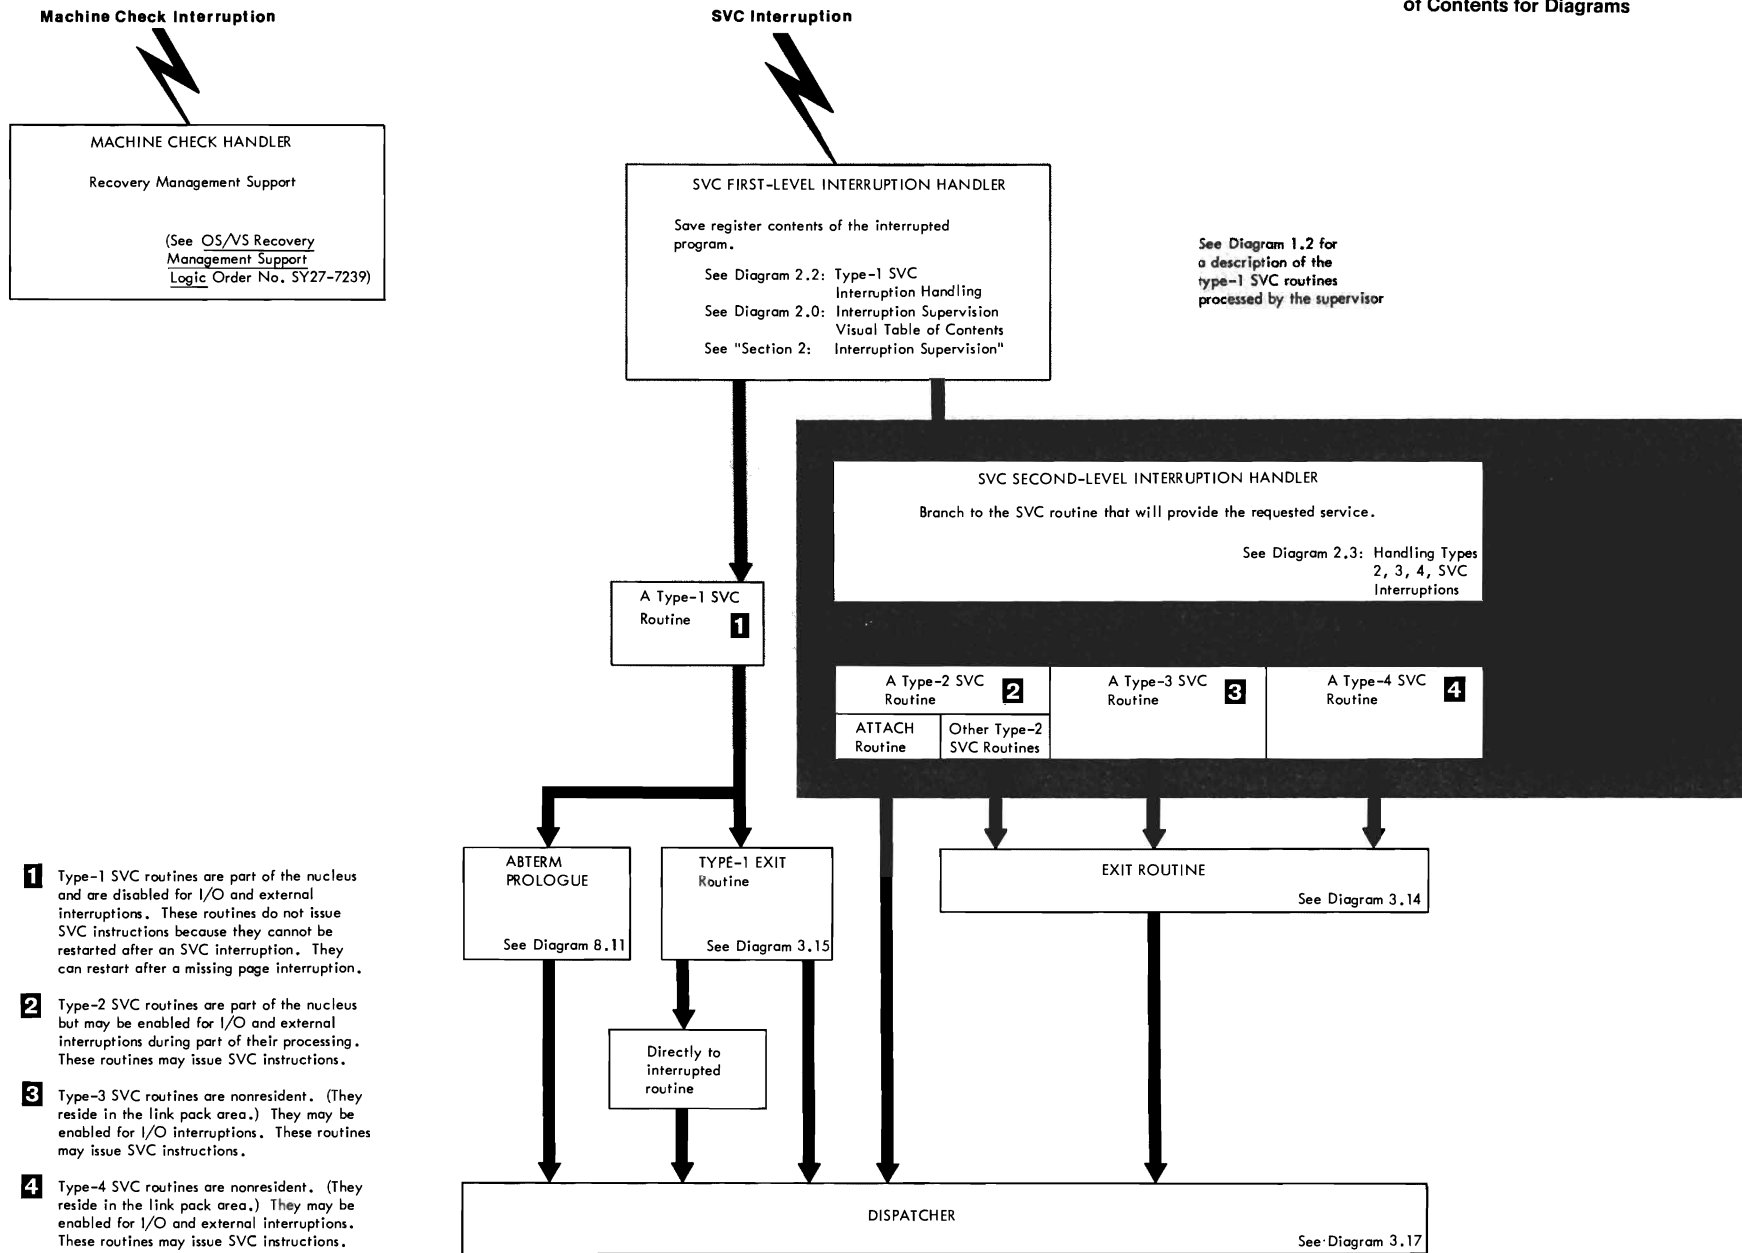 of Contents for Diagrams
Machine Check Interruption
SVC Interruption
MACHINE CHECK HANDLER
Recovery Management Support
(See OS/VS Recovery
Management Support
Logic Order No. SY27-7239)
SVC FIRST-LEVEL INTERRUPTION HANDLER
Save register contents of the interrupted
program.
See Diagram 2.2: Type-1 SVC
Interruption Handling
See Diagram 2.0: Interruption Supervision
Visual Table of Contents
See "Section 2: Interruption Supervision"
See Diagram 1.2 for
a description of the
type-1 SVC routines
processed by the supervisor
SVC SECOND-LEVEL INTERRUPTION HANDLER
Branch to the SVC routine that will provide the requested service.
See Diagram 2.3: Handling Types
2, 3, 4, SVC
Interruptions
A Type-1 SVC
Routine 1
A Type-2 SVC
Routine 2
ATTACH
Routine
Other Type-2
SVC Routines
A Type-3 SVC
Routine 3
A Type-4 SVC
Routine 4
ABTERM
PROLOGUE
See Diagram 8.11
TYPE-1 EXIT
Routine
See Diagram 3.15
EXIT ROUTINE
See Diagram 3.14
Directly to
interrupted
routine
DISPATCHER
See Diagram 3.17
1 Type-1 SVC routines are part of the nucleus
and are disabled for I/O and external
interruptions. These routines do not issue
SVC instructions because they cannot be
restarted after an SVC interruption. They
can restart after a missing page interruption.
2 Type-2 SVC routines are part of the nucleus
but may be enabled for I/O and external
interruptions during part of their processing.
These routines may issue SVC instructions.
3 Type-3 SVC routines are nonresident. (They
reside in the link pack area.) They may be
enabled for I/O interruptions. These routines
may issue SVC instructions.
4 Type-4 SVC routines are nonresident. (They
reside in the link pack area.) They may be
enabled for I/O and external interruptions.
These routines may issue SVC instructions.